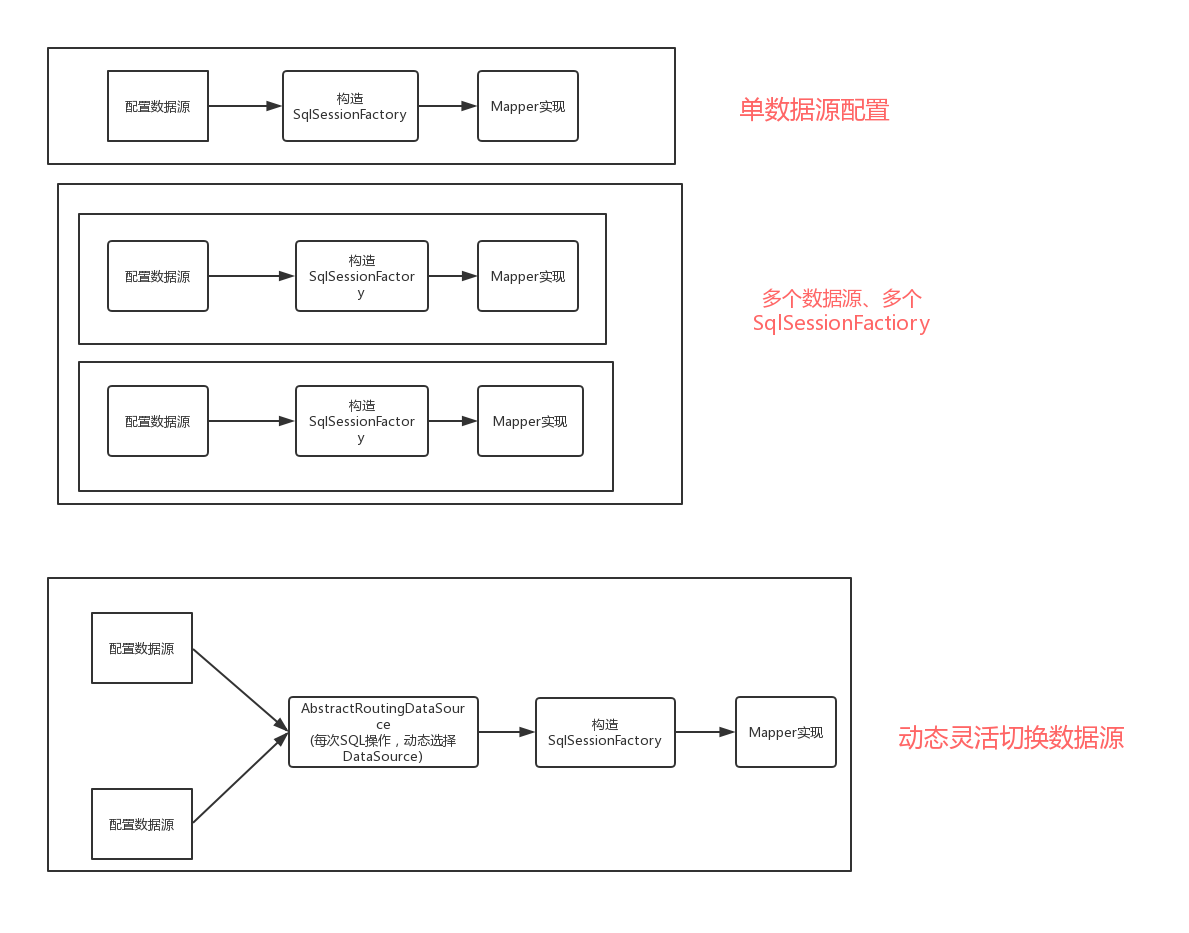 配置数据源
构造
SqlSessionFactory
Mapper实现
单数据源配置
配置数据源
构造
SqlSessionFactor
y
Mapper实现
多个数据源、多个
SqlSessionFactiory
配置数据源
构造
SqlSessionFactor
y
Mapper实现
配置数据源
AbstractRoutingDataSour
ce
(每次SQL操作，动态选择
DataSource)
构造
SqlSessionFactory
Mapper实现
动态灵活切换数据源
配置数据源